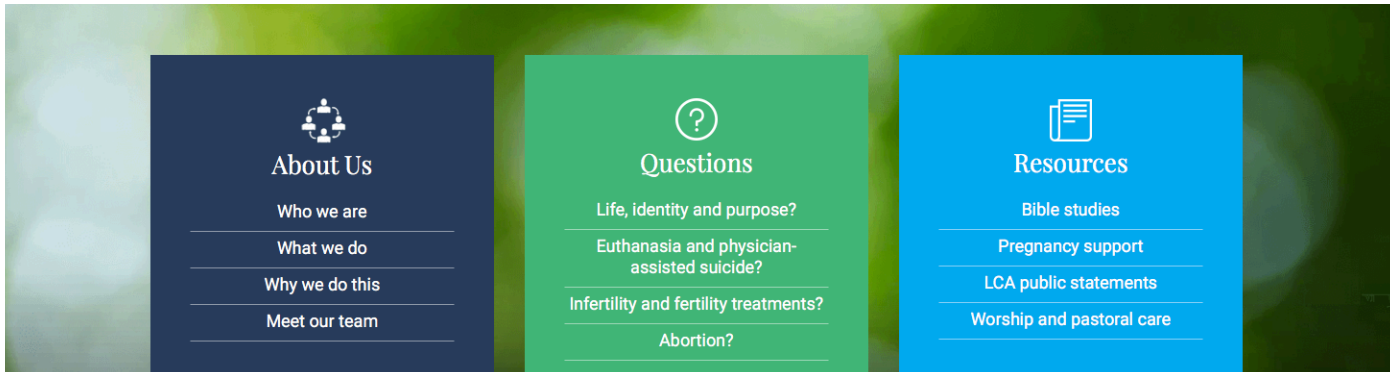 About Us
Who we are
What we do
Why we do this
Meet our team
Questions
Life, identity and purpose?
Euthanasia and physician-
assisted suicide?
Infertility and fertility treatments?
Abortion?
Resources
Bible studies
Pregnancy support
LCA public statements
Worship and pastoral care